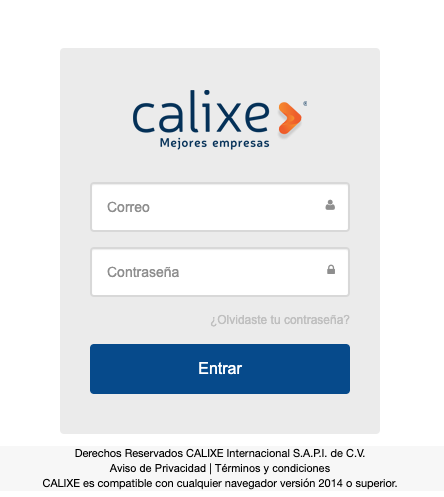 calixe®
Mejores empresas
Correo
Contraseña
¿Olvidaste tu contraseña?
Entrar
Derechos Reservados CALIXE Internacional S.A.P.I. de C.V.
Aviso de Privacidad | Términos y condiciones
CALIXE es compatible con cualquier navegador versión 2014 o superior.